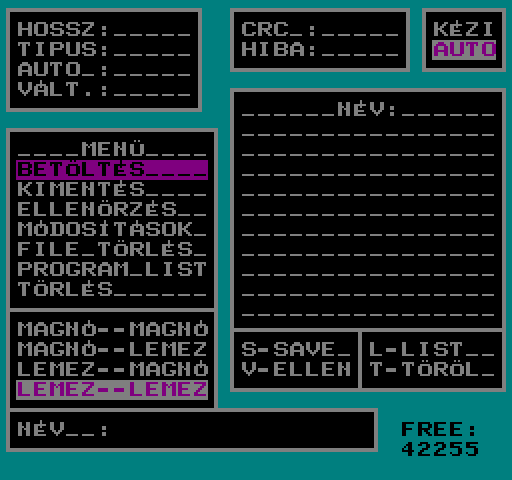 HOSSZ:_____
TIPUS:_____
AUTO_:_____
VÁLT.:_____
CRC_:_____
HIBA:_____
KÉZI
AUTO
____MENÜ____
BETÖLTÉS____
KIMENTÉS____
ELLENÖRZÉS__
MÓDOSÍTÁSOK_
FILE_TÖRLÉS_
PROGRAM_LIST
TÖRLÉS______
MAGNÓ--MAGNÓ
MAGNÓ--LEMEZ
LEMEZ--MAGNÓ
LEMEZ--LEMEZ
______NÉV:______
S-SAVE_
V-ELLEN
L-LIST__
T-TÖRÖL_
NÉV__:
FREE:
42255